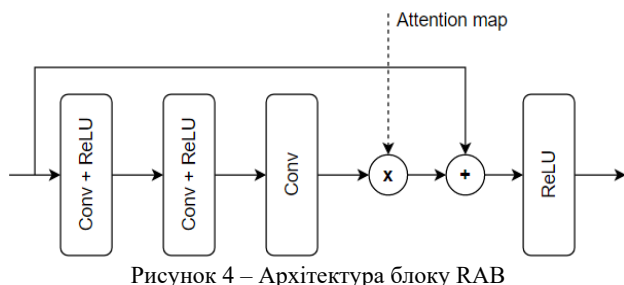 Attention map
Conv + ReLU
Conv + ReLU
Conv
x
+
ReLU
Рисунок 4 – Архітектура блоку RAB